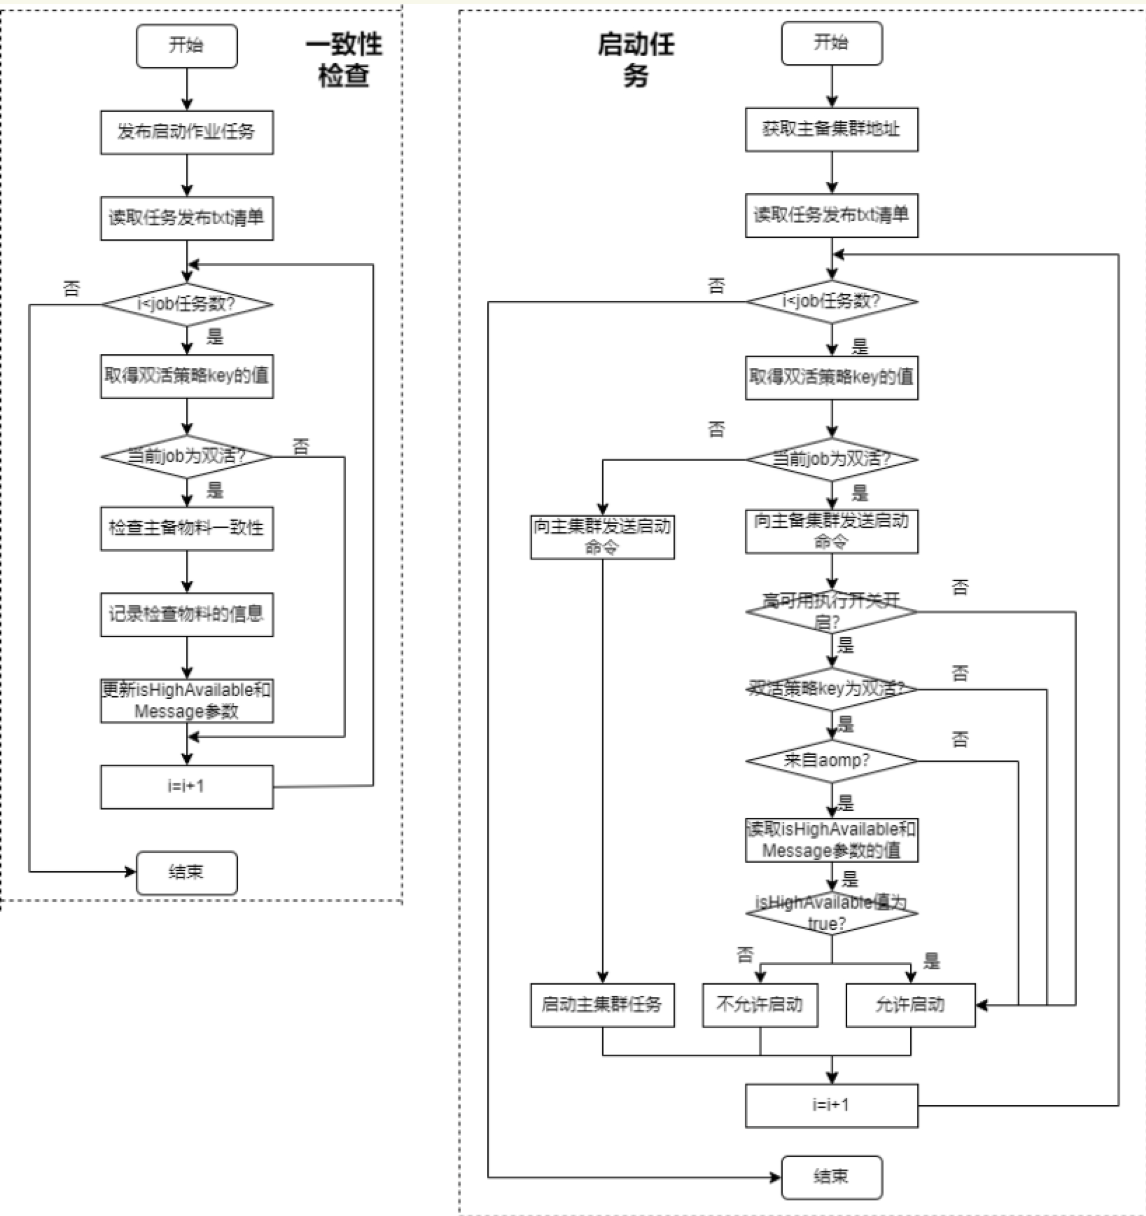 一致性
检查
开始
发布启动作业任务
读取任务发布txt清单
否
i<job任务数?
是
取得双活策略key的值
当前job为双活?
否
是
检查主备物料一致性
记录检查物料的信息
更新isHighAvailable和
Message参数
i=i+1
结束
启动任
务
开始
获取主备集群地址
读取任务发布txt清单
否
i<job任务数?
是
取得双活策略key的值
否
当前job为双活?
是
向主集群发送启动
命令
向主备集群发送启动
命令
高可用执行开关开
启?
否
是
双活策略key为双活?
否
是
来自aomp?
否
是
读取isHighAvailable和
Message参数的值
是
isHighAvailable值为
true?
否
是
启动主集群任务
不允许启动
允许启动
i=i+1
结束